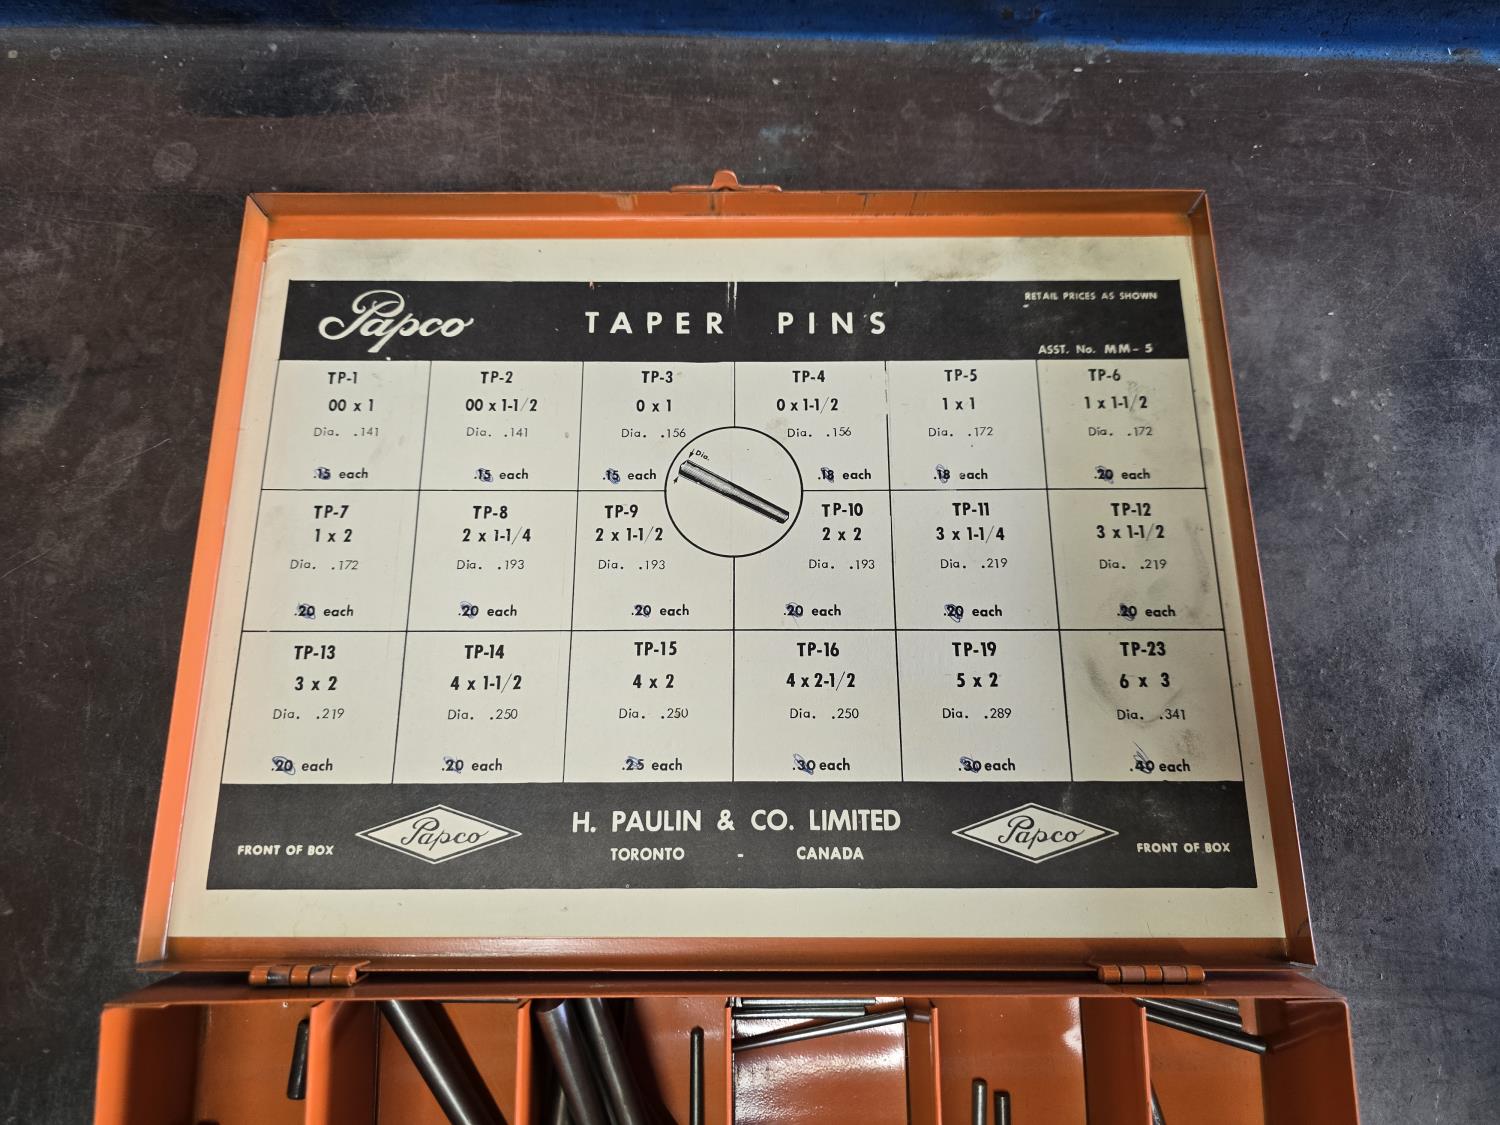 Papco
TAPER PINS
RETAIL PRICES AS SHOWN
ASST. No. MM-5
TP-1
00 x 1
Dia. .141
.15 each
TP-2
00 x 1-1/2
Dia. .141
.15 each
TP-3
0 x 1
Dia. .156
.15 each
TP-4
0 x 1-1/2
Dia. .156
.18 each
TP-5
1 x 1
Dia. .172
.18 each
TP-6
1 x 1-1/2
Dia. .172
.20 each
Dia.
TP-7
1 x 2
Dia. .172
.20 each
TP-8
2 x 1-1/4
Dia. .193
.20 each
TP-9
2 x 1-1/2
Dia. .193
.20 each
TP-10
2 x 2
Dia. .193
.20 each
TP-11
3 x 1-1/4
Dia. .219
.20 each
TP-12
3 x 1-1/2
Dia. .219
.20 each
TP-13
3 x 2
Dia. .219
.20 each
TP-14
4 x 1-1/2
Dia. .250
.20 each
TP-15
4 x 2
Dia. .250
.25 each
TP-16
4 x 2-1/2
Dia. .250
.30 each
TP-19
5 x 2
Dia. .289
.30 each
TP-23
6 x 3
Dia. .341
.40 each
FRONT OF BOX
Papco
H. PAULIN & CO. LIMITED
TORONTO - CANADA
Papco
FRONT OF BOX